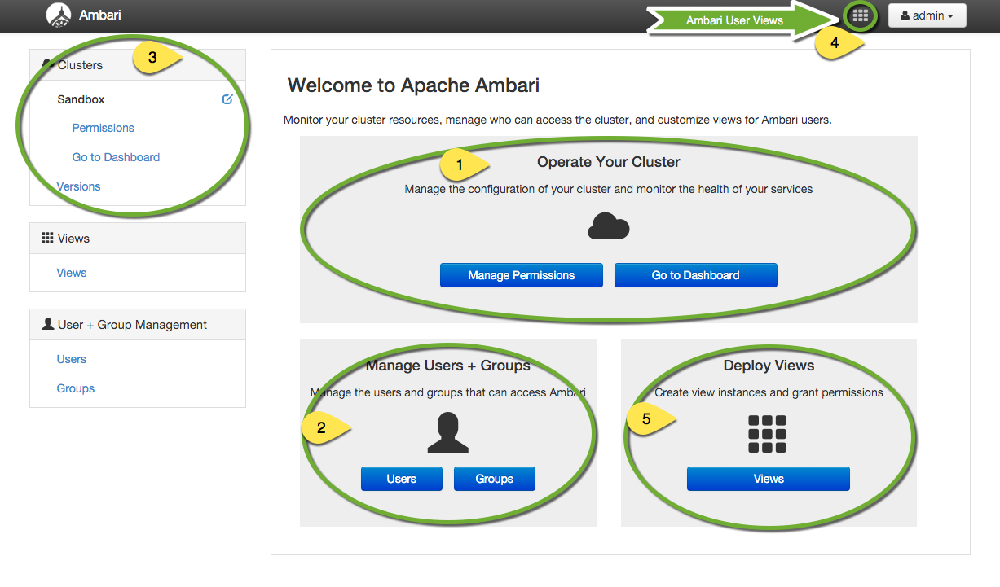 Ambari
Ambari User Views
admin
4
3
Clusters
Sandbox
Permissions
Go to Dashboard
Versions
Views
Views
User + Group Management
Users
Groups
Welcome to Apache Ambari
Monitor your cluster resources, manage who can access the cluster, and customize views for Ambari users.
1
Operate Your Cluster
Manage the configuration of your cluster and monitor the health of your services
Manage Permissions
Go to Dashboard
Manage Users + Groups
Manage the users and groups that can access Ambari
2
Users
Groups
Deploy Views
Create view instances and grant permissions
5
Views